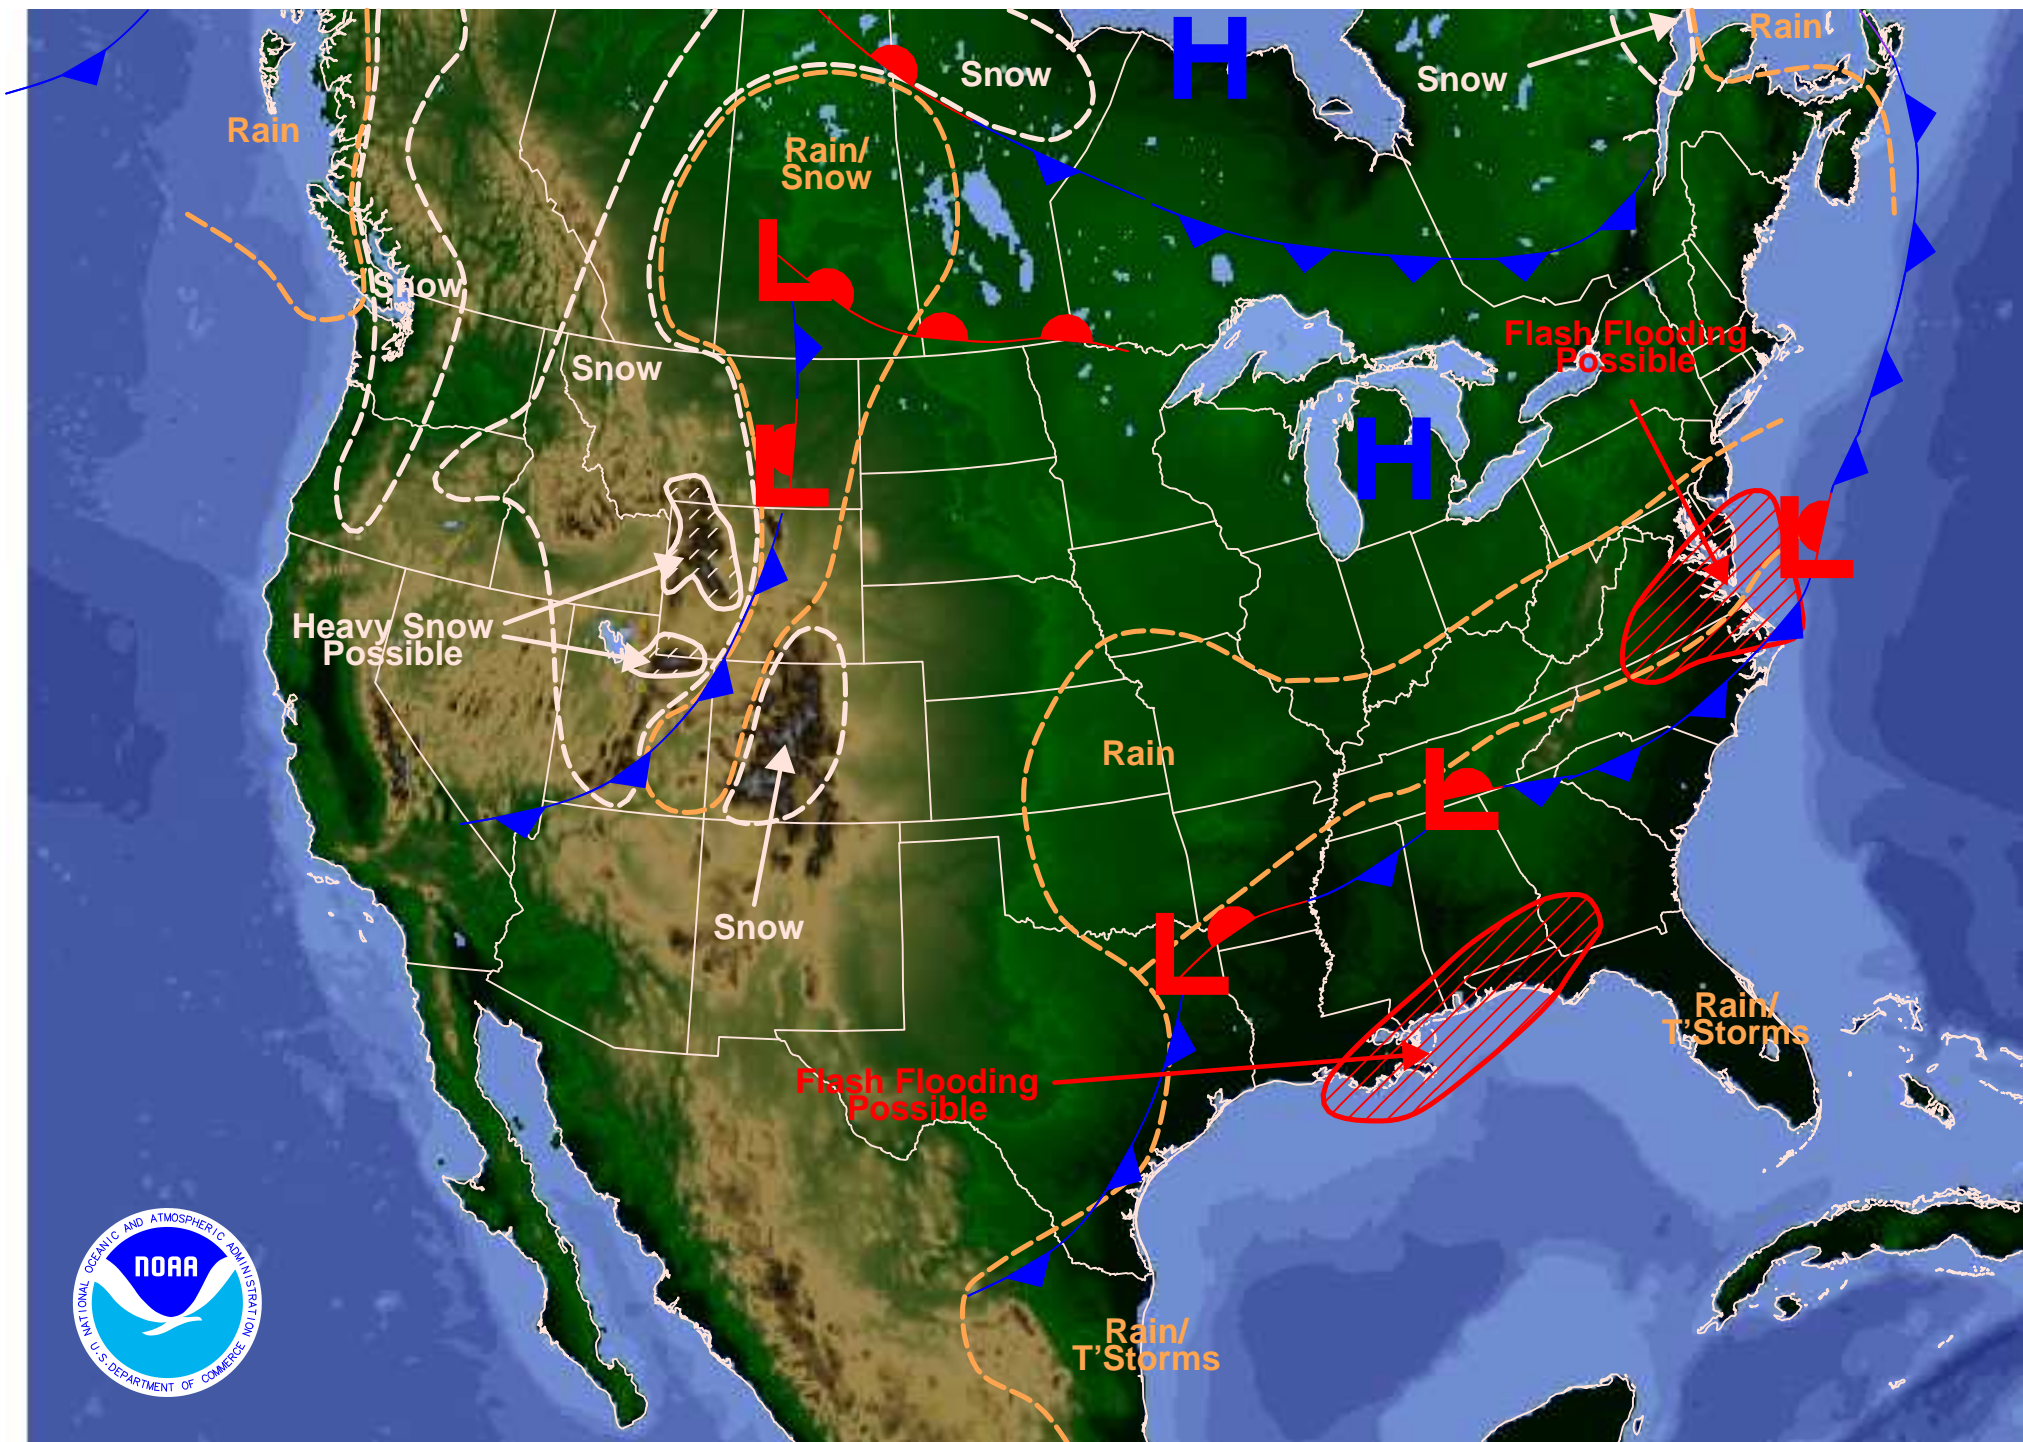 H
Rain
Snow
Snow
Rain
Rain/
Snow
L
Snow
Flash Flooding
Possible
Snow
H
L
L
Heavy Snow
Possible
Rain
L
L
Snow
Rain/
T'Storms
Flash Flooding
Possible
Rain/
T'Storms
NATIONAL OCEANIC AND ATMOSPHERIC ADMINISTRATION
NOAA
U.S. DEPARTMENT OF COMMERCE